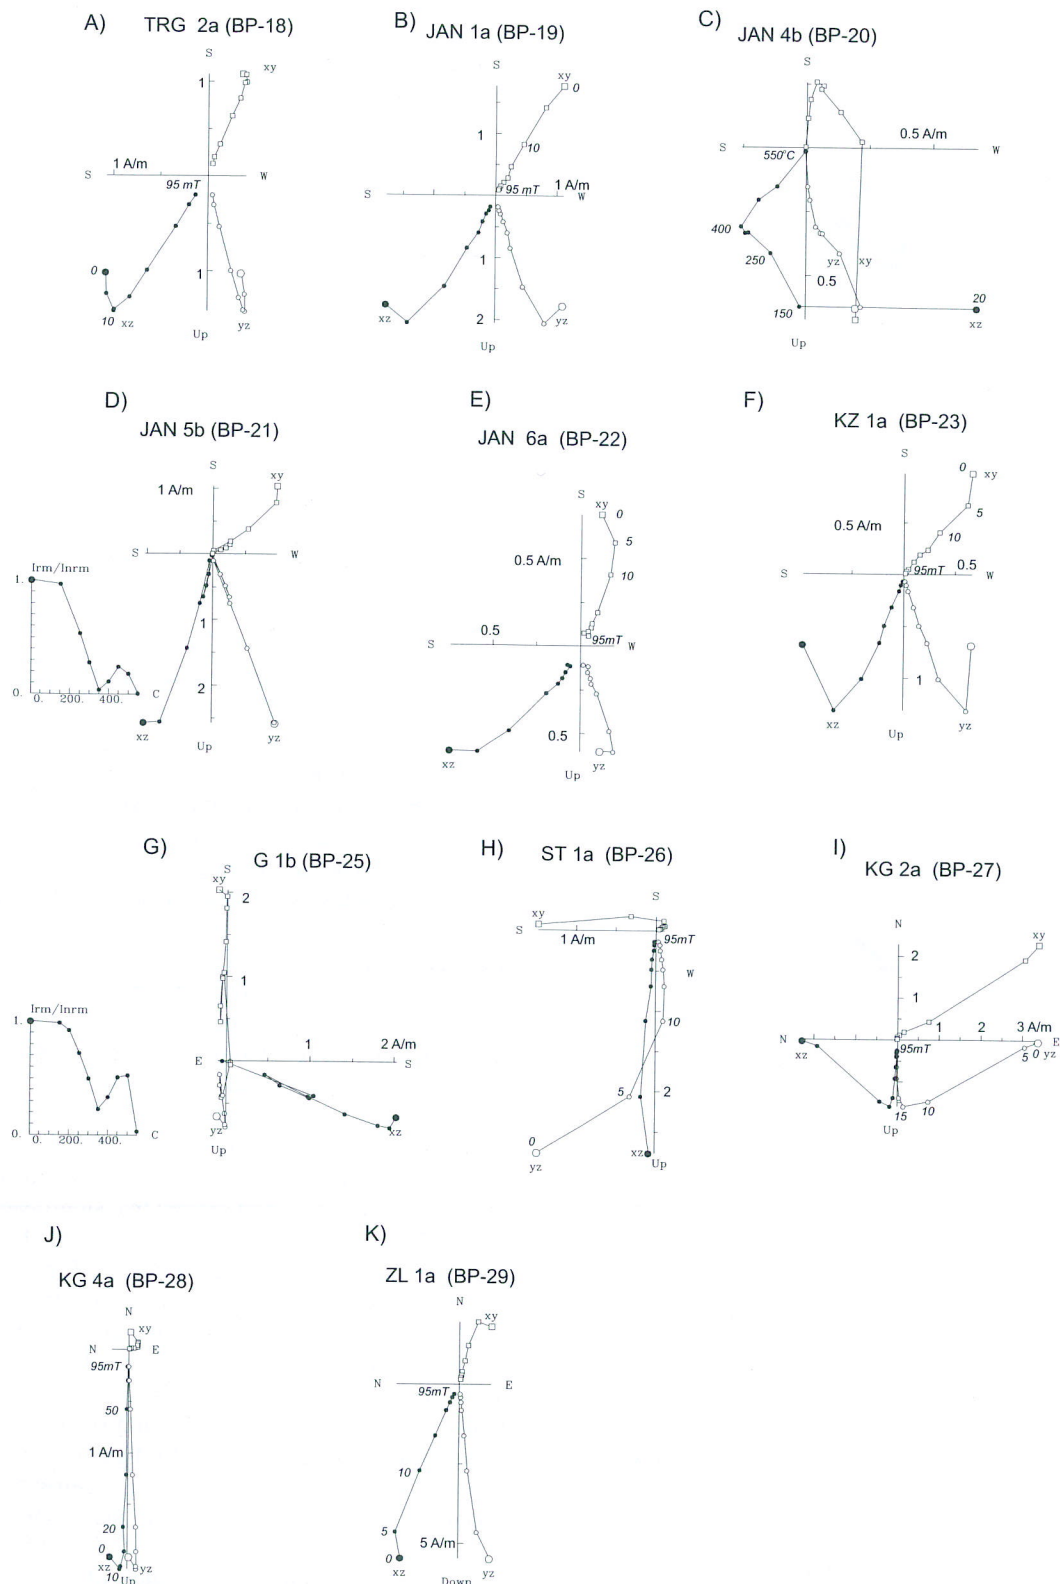 A)
TRG 2a (BP-18)
S
xy
1
1 A/m
S
W
95 mT
0
1
10
xz
yz
Up
B)
JAN 1a (BP-19)
S
xy
0
1
10
95 mT
1 A/m
S
W
1
xz
2
yz
Up
C)
JAN 4b (BP-20)
S
0.5 A/m
S
W
550°C
400
250
yz
xy
0.5
150
20
xz
Up
D)
JAN 5b (BP-21)
S
xy
1 A/m
S
W
Irm/Inrm
1.
0.
0.
200.
400.
C
1
2
xz
yz
Up
E)
JAN 6a (BP-22)
S
xy
0
5
0.5 A/m
10
0.5
95mT
S
W
0.5
xz
yz
Up
F)
KZ 1a (BP-23)
S
0
xy
5
0.5 A/m
10
0.5
95mT
S
W
1
xz
yz
Up
G)
G 1b (BP-25)
S
xy
2
1
Irm/Inrm
1.
0.
0.
200.
400.
C
1
2 A/m
E
S
yz
xz
Up
H)
ST 1a (BP-26)
S
xy
S
1 A/m
95mT
W
10
5
2
0
yz
xz
Up
I)
KG 2a (BP-27)
N
xy
2
1
1
2
3 A/m
N
E
xz
95mT
5
0
yz
15
10
Up
J)
KG 4a (BP-28)
N
xy
N
E
95mT
50
1 A/m
20
0
xz
yz
10
Up
K)
ZL 1a (BP-29)
N
xy
N
E
95mT
10
5
5 A/m
0
xz
yz
Down